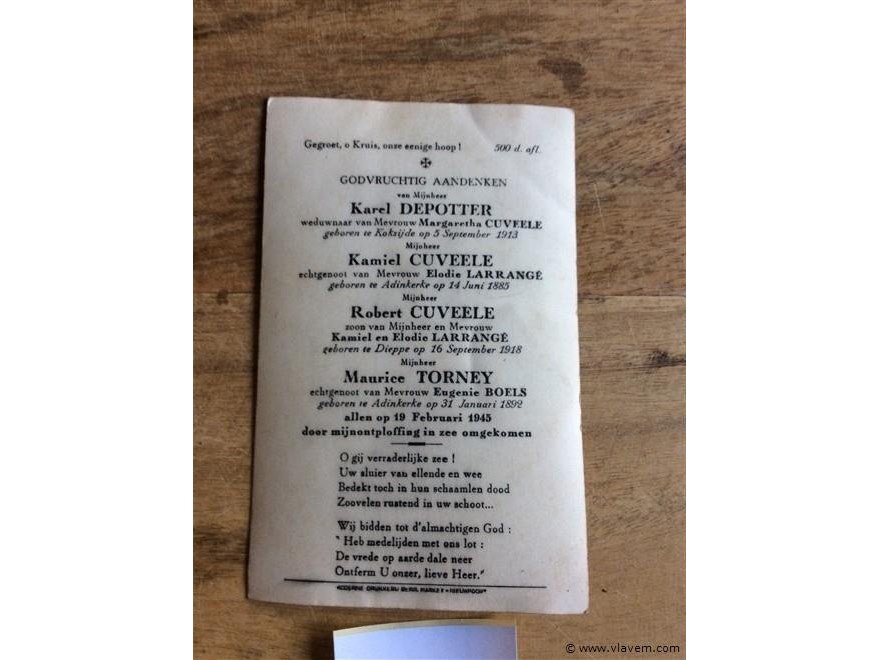 Gegroet, o Kruis, onze eenige hoop ! 500 d. afl.
GODVRUCHTIG AANDENKEN
van Mijnheer
Karel DEPOTTER
weduwnaar van Mevrouw Margaretha CUVEELE
geboren te Koksijde op 5 September 1913
Mijnheer
Kamiel CUVEELE
echtgenoot van Mevrouw Elodie LARRANGÉ
geboren te Adinkerke op 14 Juni 1885
Mijnheer
Robert CUVEELE
zoon van Mijnheer en Mevrouw
Kamiel en Elodie LARRANGÉ
geboren te Dieppe op 16 September 1918
Mijnheer
Maurice TORNEY
echtgenoot van Mevrouw Eugenie BOELS
geboren te Adinkerke op 31 Januari 1892
allen op 19 Februari 1945
door mijnontploffing in zee omgekomen
O gij verraderlijke zee !
Uw sluier van ellende en wee
Bedekt toch in hun schaamlen dood
Zoovelen rustend in uw schoot...
Wij bidden tot d'almachtigen God :
"Heb medelijden met ons lot :
De vrede op aarde dale neer
Ontferm U onzer, lieve Heer."
MODERNE DRUKKERIJ NIEUWPOORT
© www.vlavem.com